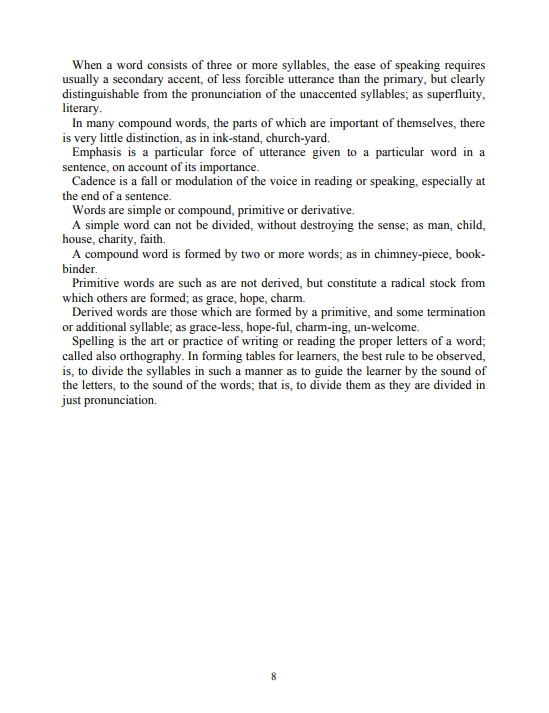 When a word consists of three or more syllables, the ease of speaking requires
usually a secondary accent, of less forcible utterance than the primary, but clearly
distinguishable from the pronunciation of the unaccented syllables; as superfluity,
literary.
In many compound words, the parts of which are important of themselves, there
is very little distinction, as in ink-stand, church-yard.
Emphasis is a particular force of utterance given to a particular word in a
sentence, on account of its importance.
Cadence is a fall or modulation of the voice in reading or speaking, especially at
the end of a sentence.
Words are simple or compound, primitive or derivative.
A simple word can not be divided, without destroying the sense; as man, child,
house, charity, faith.
A compound word is formed by two or more words; as in chimney-piece, book-
binder.
Primitive words are such as are not derived, but constitute a radical stock from
which others are formed; as grace, hope, charm.
Derived words are those which are formed by a primitive, and some termination
or additional syllable; as grace-less, hope-ful, charm-ing, un-welcome.
Spelling is the art or practice of writing or reading the proper letters of a word;
called also orthography. In forming tables for learners, the best rule to be observed,
is, to divide the syllables in such a manner as to guide the learner by the sound of
the letters, to the sound of the words; that is, to divide them as they are divided in
just pronunciation.
8